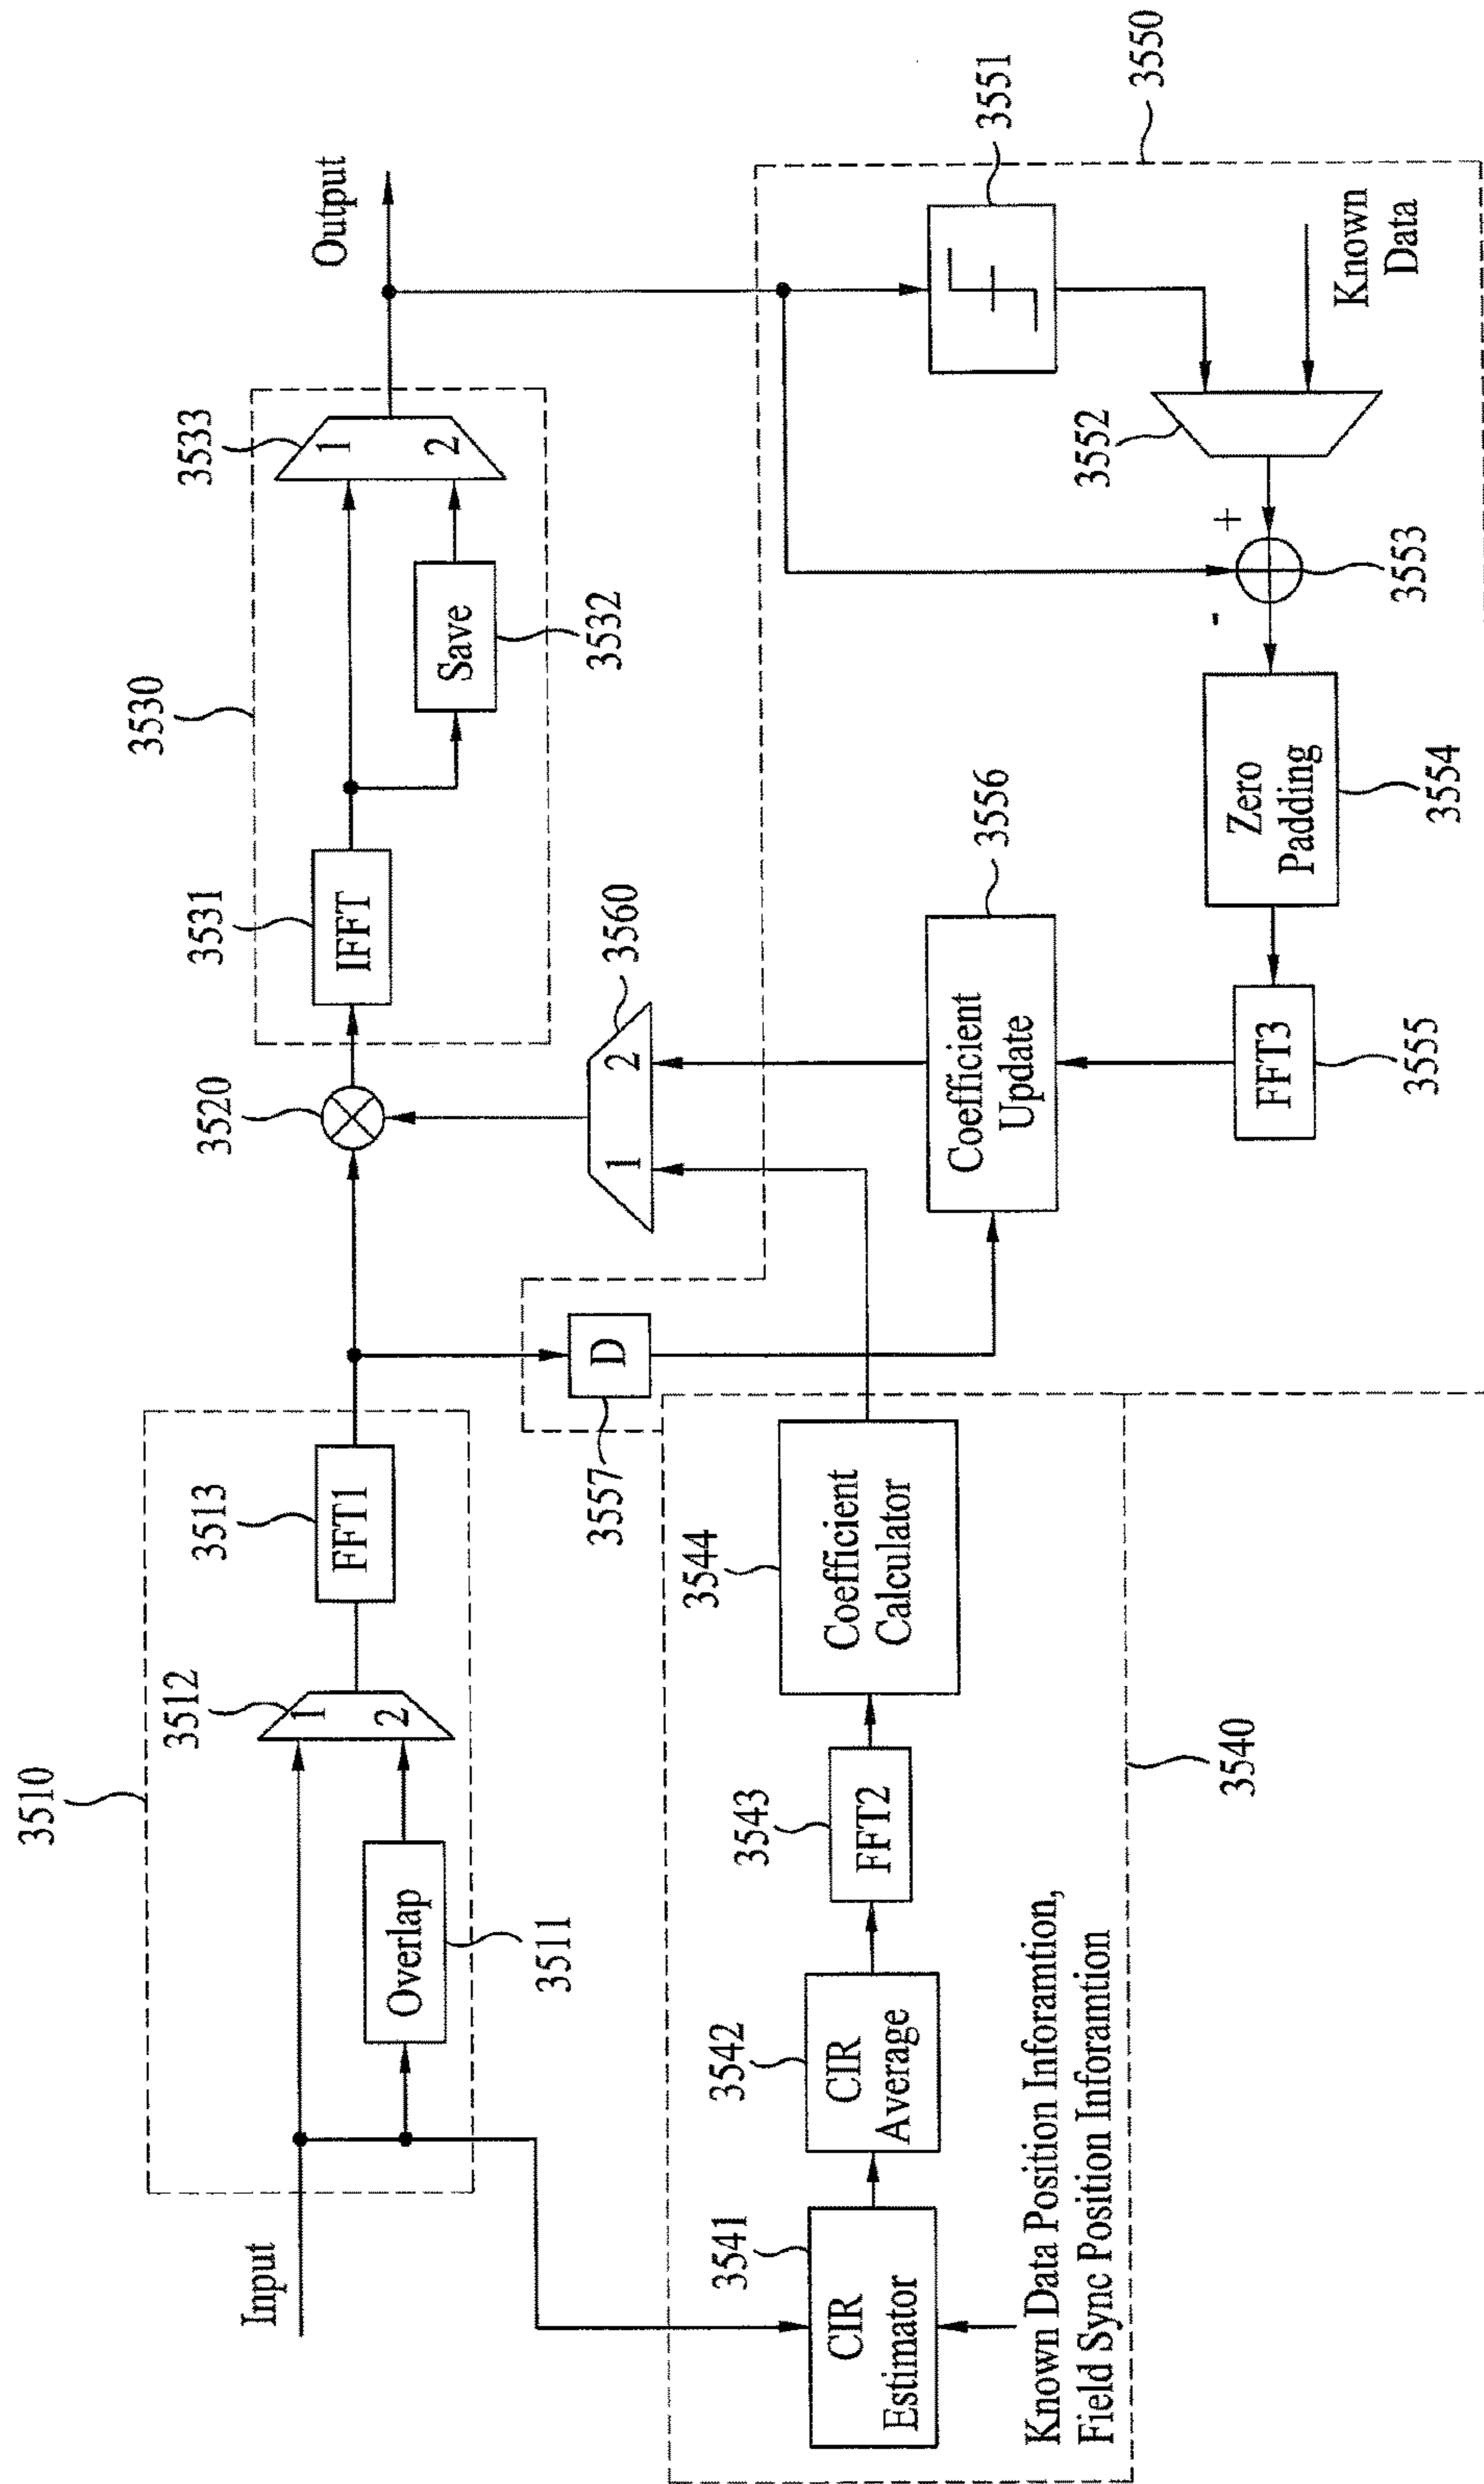 3510
3512
3513
Input
1
2
FFT1
Overlap
3511
3520
3530
3531
IFFT
Save
3532
3533
1
2
Output
3557
D
3560
1
2
3541
CIR
Estimator
3542
CIR
Average
3543
FFT2
3544
Coefficient
Calculator
Known Data Position Inforamtion,
Field Sync Position Inforamtion
3540
3556
Coefficient
Update
FFT3
3555
Zero
Padding
3554
+
-
3553
3552
3551
Known
Data
3550